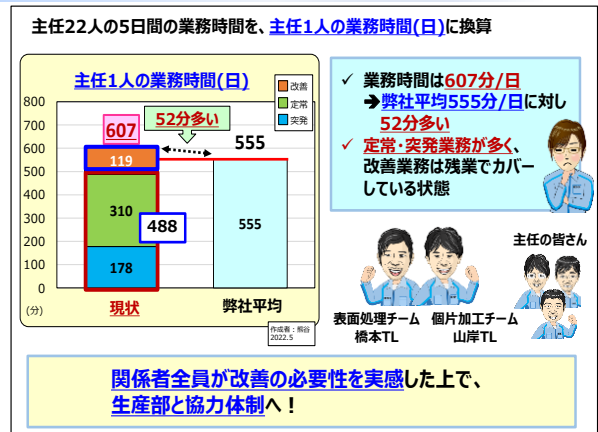 主任22人の5日間の業務時間を、主任1人の業務時間(日)に換算
主任1人の業務時間(日)
改善
定常
突発
800
700
600
500
400
300
200
100
0
(分)
607
52分多い
555
119
310
488
178
555
現状
弊社平均
作成者：熊谷
2022.5
✓ 業務時間は607分/日
➔弊社平均555分/日に対し
52分多い
✓ 定常・突発業務が多く、
改善業務は残業でカバー
している状態
主任の皆さん
表面処理チーム
橋本TL
個片加工チーム
山岸TL
関係者全員が改善の必要性を実感した上で、
生産部と協力体制へ！